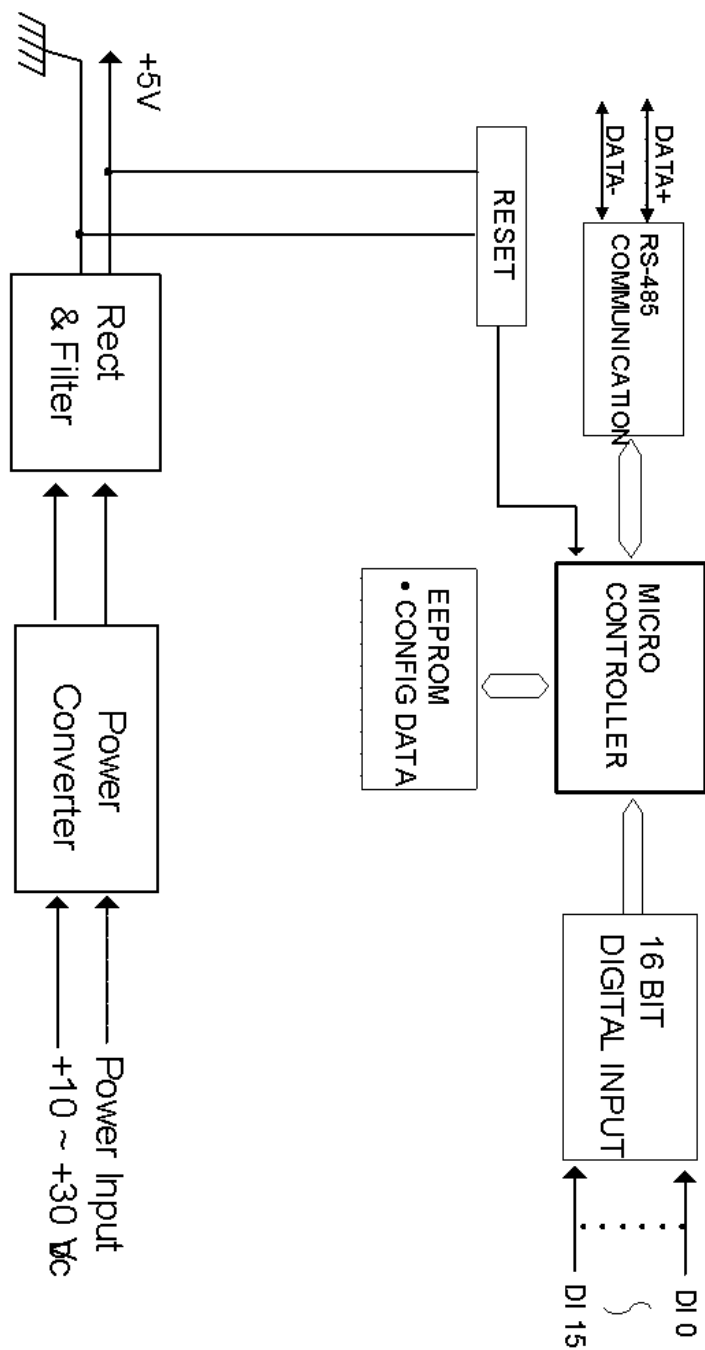 DATA+
DATA-
RS-485
COMMUNICATION
MICRO
CONTROLLER
16 BIT
DIGITAL INPUT
DI 0
DI 15
RESET
EEPROM
• CONFIG DATA
+5V
Rect
& Filter
Power
Converter
Power Input
+10 ~ +30 Vdc